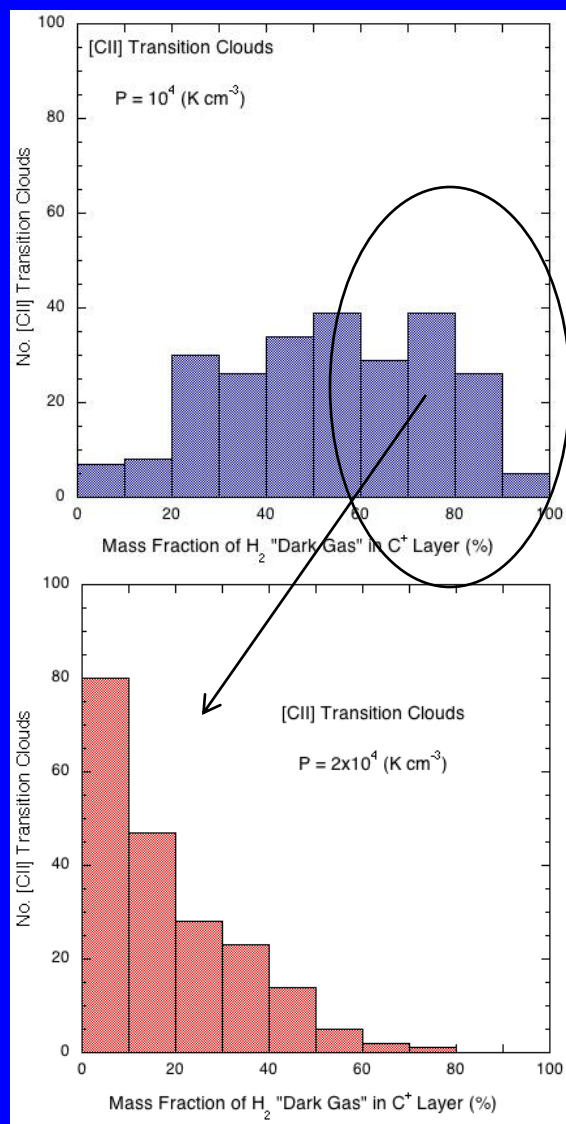 [CII] Transition Clouds
P = 10⁴ (K cm⁻³)
No. [CII] Transition Clouds
100
80
60
40
20
0
0 20 40 60 80 100
Mass Fraction of H₂ "Dark Gas" in C⁺ Layer (%)
[CII] Transition Clouds
P = 2x10⁴ (K cm⁻³)
No. [CII] Transition Clouds
100
80
60
40
20
0
0 20 40 60 80 100
Mass Fraction of H₂ "Dark Gas" in C⁺ Layer (%)